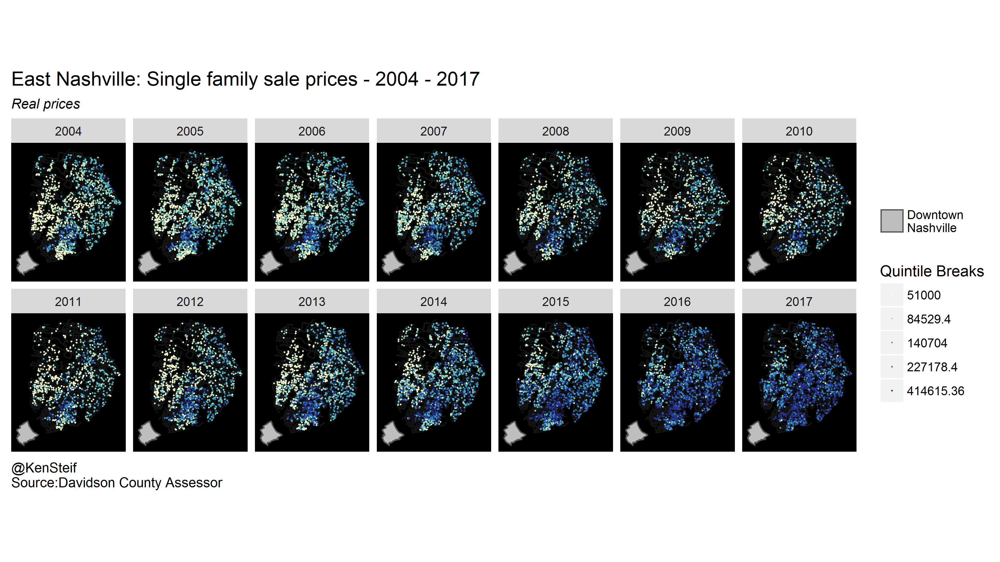 East Nashville: Single family sale prices - 2004 - 2017
Real prices
2004
2005
2006
2007
2008
2009
2010
2011
2012
2013
2014
2015
2016
2017
Downtown
Nashville
Quintile Breaks
51000
84529.4
140704
227178.4
414615.36
@KenSteif
Source:Davidson County Assessor